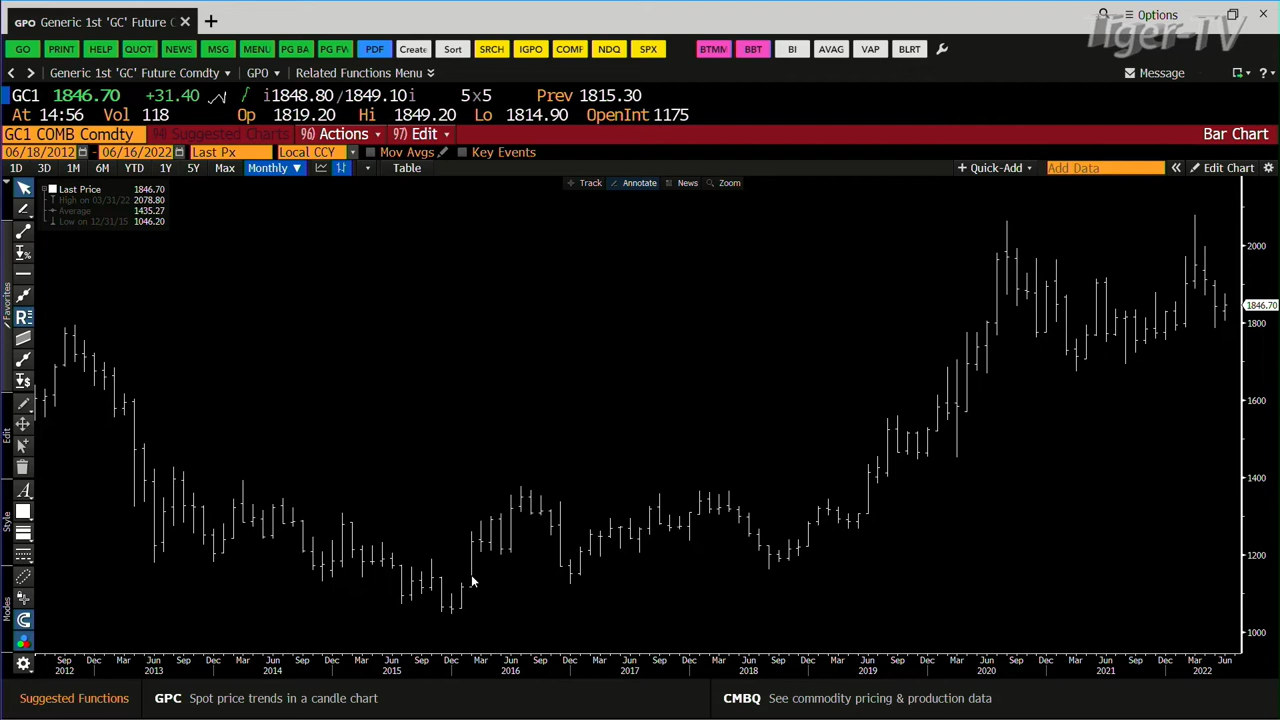 GPO Generic 1st 'GC' Future C
Options
Tiger-TV
GO PRINT HELP QUOT NEWS MSG MENU PG BA PG FW PDF Create Sort SRCH IGPO COMF NDQ SPX BTMM BBT BI AVAG VAP BLRT
Generic 1st 'GC' Future Comdty GPO Related Functions Menu Message
GC1 1846.70 +31.40 i1848.80/1849.10i 5x5 Prev 1815.30
At 14:56 Vol 118 Op 1819.20 Hi 1849.20 Lo 1814.90 OpenInt 1175
GC1 COMB Comdty 94) Suggested Charts 96) Actions 97) Edit Bar Chart
06/18/2012 - 06/16/2022 Last Px Local CCY Mov Avgs Key Events
1D 3D 1M 6M YTD 1Y 5Y Max Monthly Table + Quick-Add Add Data Edit Chart
Track Annotate News Zoom
Last Price 1846.70
High on 03/31/22 2078.80
Average 1435.27
Low on 12/31/15 1046.20
Favorites
Edit
Style
Modes
2000
1846.70
1800
1600
1400
1200
1000
Sep Dec Mar Jun Sep Dec Mar Jun Sep Dec Mar Jun Sep Dec Mar Jun Sep Dec Mar Jun Sep Dec Mar Jun Sep Dec Mar Jun Sep Dec Mar Jun Sep Dec Mar Jun Sep Dec Mar Jun
2012 2013 2014 2015 2016 2017 2018 2019 2020 2021 2022
Suggested Functions GPC Spot price trends in a candle chart CMBQ See commodity pricing & production data